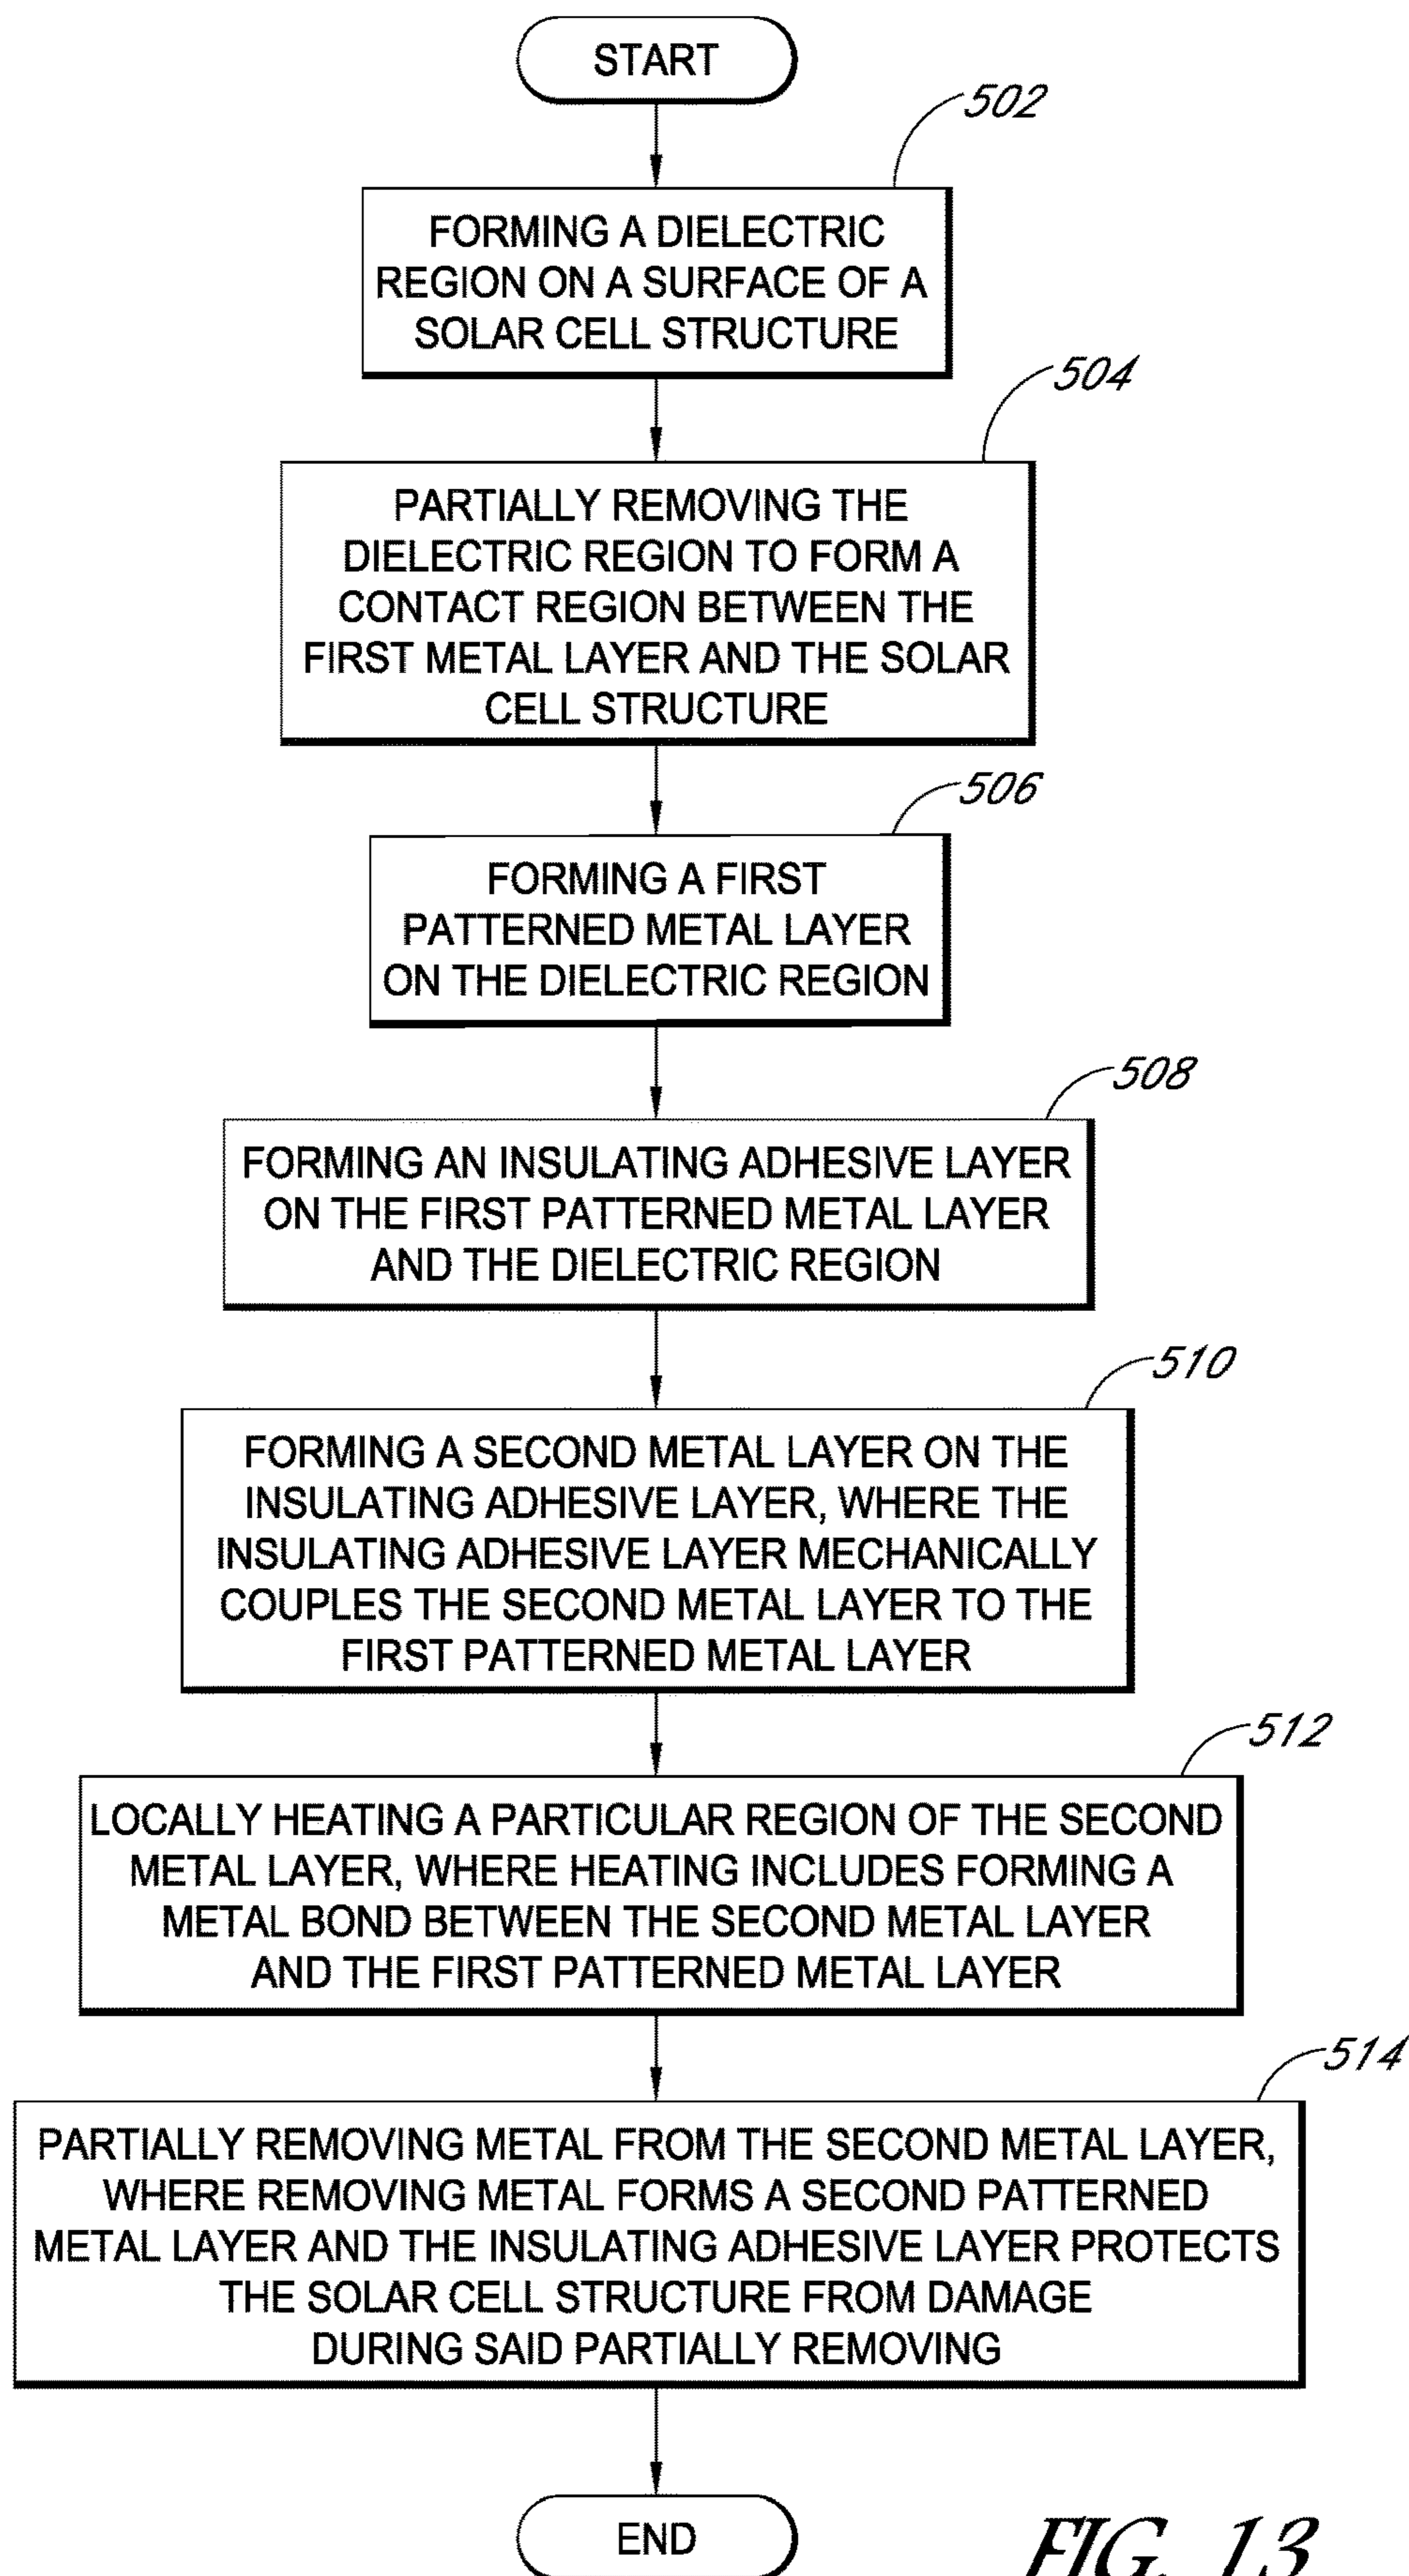 START
502
FORMING A DIELECTRIC
REGION ON A SURFACE OF A
SOLAR CELL STRUCTURE
504
PARTIALLY REMOVING THE
DIELECTRIC REGION TO FORM A
CONTACT REGION BETWEEN THE
FIRST METAL LAYER AND THE SOLAR
CELL STRUCTURE
506
FORMING A FIRST
PATTERNED METAL LAYER
ON THE DIELECTRIC REGION
508
FORMING AN INSULATING ADHESIVE LAYER
ON THE FIRST PATTERNED METAL LAYER
AND THE DIELECTRIC REGION
510
FORMING A SECOND METAL LAYER ON THE
INSULATING ADHESIVE LAYER, WHERE THE
INSULATING ADHESIVE LAYER MECHANICALLY
COUPLES THE SECOND METAL LAYER TO THE
FIRST PATTERNED METAL LAYER
512
LOCALLY HEATING A PARTICULAR REGION OF THE SECOND
METAL LAYER, WHERE HEATING INCLUDES FORMING A
METAL BOND BETWEEN THE SECOND METAL LAYER
AND THE FIRST PATTERNED METAL LAYER
514
PARTIALLY REMOVING METAL FROM THE SECOND METAL LAYER,
WHERE REMOVING METAL FORMS A SECOND PATTERNED
METAL LAYER AND THE INSULATING ADHESIVE LAYER PROTECTS
THE SOLAR CELL STRUCTURE FROM DAMAGE
DURING SAID PARTIALLY REMOVING
END
FIG. 13